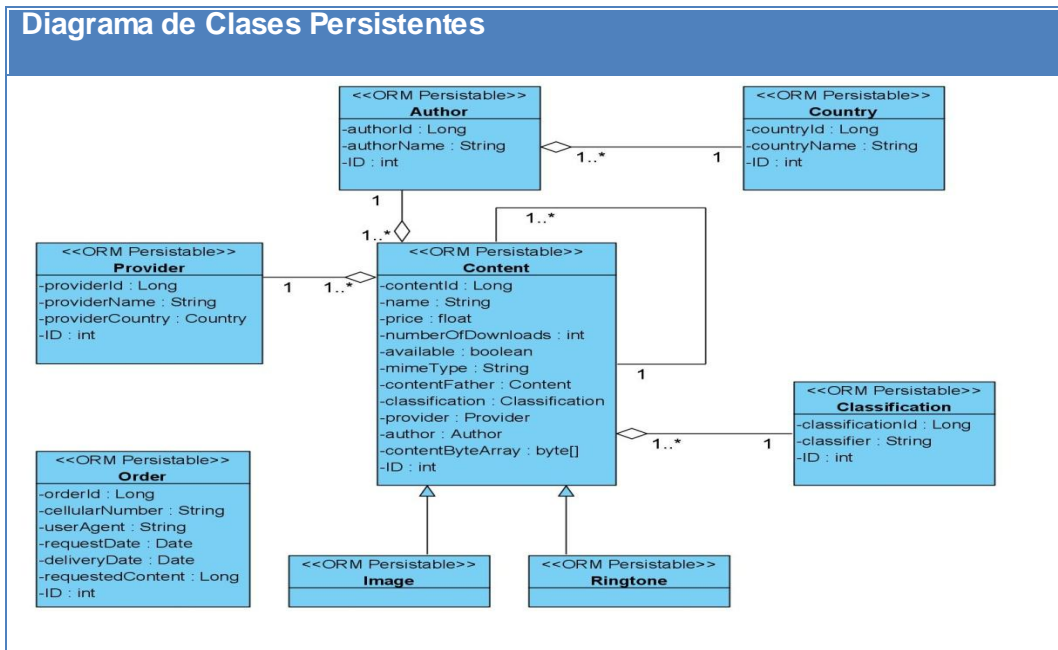 Diagrama de Clases Persistentes
<<ORM Persistable>>
Author
-authorId : Long
-authorName : String
-ID : int
<<ORM Persistable>>
Country
-countryId : Long
-countryName : String
-ID : int
1..*
1
1
1..*
1..*
1
<<ORM Persistable>>
Provider
-providerId : Long
-providerName : String
-providerCountry : Country
-ID : int
1
1..*
<<ORM Persistable>>
Content
-contentId : Long
-name : String
-price : float
-numberOfDownloads : int
-available : boolean
-mimeType : String
-contentFather : Content
-classification : Classification
-provider : Provider
-author : Author
-contentByteArray : byte[]
-ID : int
1..*
1
<<ORM Persistable>>
Classification
-classificationId : Long
-classifier : String
-ID : int
<<ORM Persistable>>
Order
-orderId : Long
-cellularNumber : String
-userAgent : String
-requestDate : Date
-deliveryDate : Date
-requestedContent : Long
-ID : int
<<ORM Persistable>>
Image
<<ORM Persistable>>
Ringtone